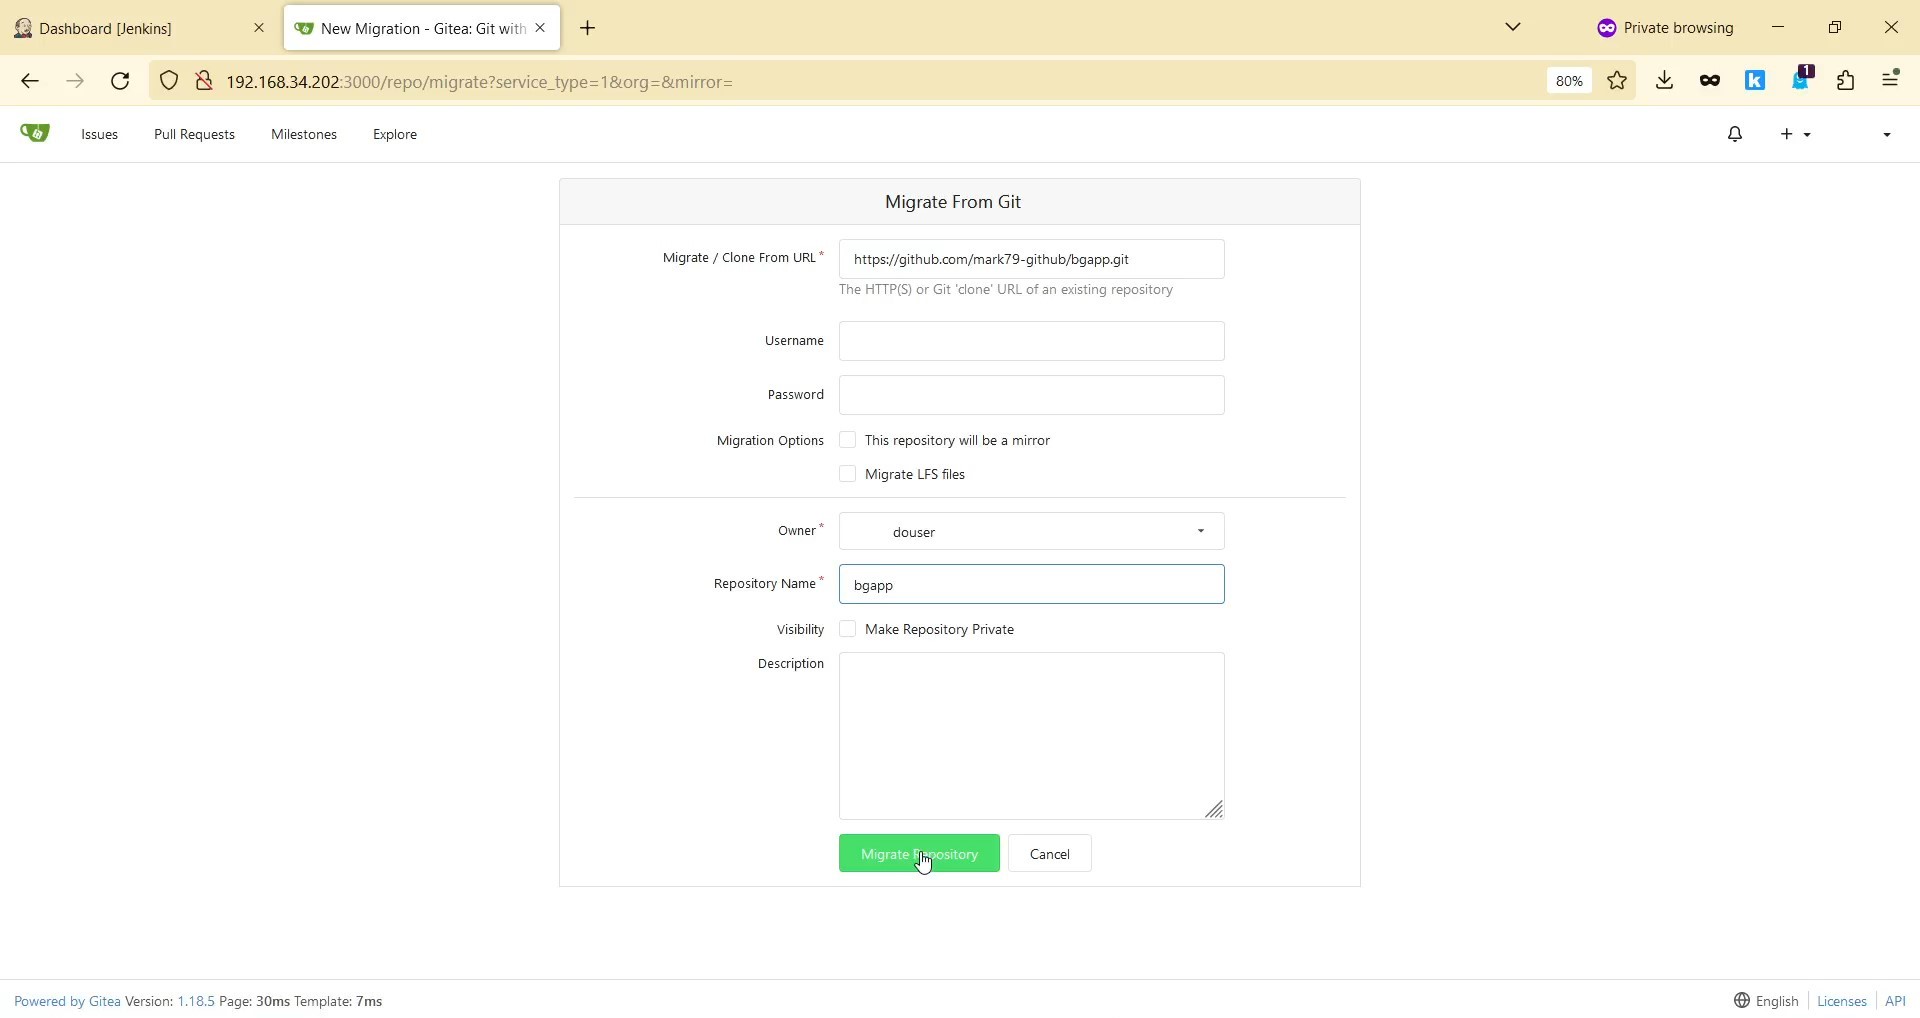 Dashboard [Jenkins]
New Migration - Gitea: Git with
Private browsing
192.168.34.202:3000/repo/migrate?service_type=1&org=&mirror=
80%
k
1
Issues
Pull Requests
Milestones
Explore
Migrate From Git
Migrate / Clone From URL*
https://github.com/mark79-github/bgapp.git
The HTTP(S) or Git 'clone' URL of an existing repository
Username
Password
Migration Options
This repository will be a mirror
Migrate LFS files
Owner*
douser
Repository Name*
bgapp
Visibility
Make Repository Private
Description
Migrate Repository
Cancel
Powered by Gitea Version: 1.18.5 Page: 30ms Template: 7ms
English
Licenses
API